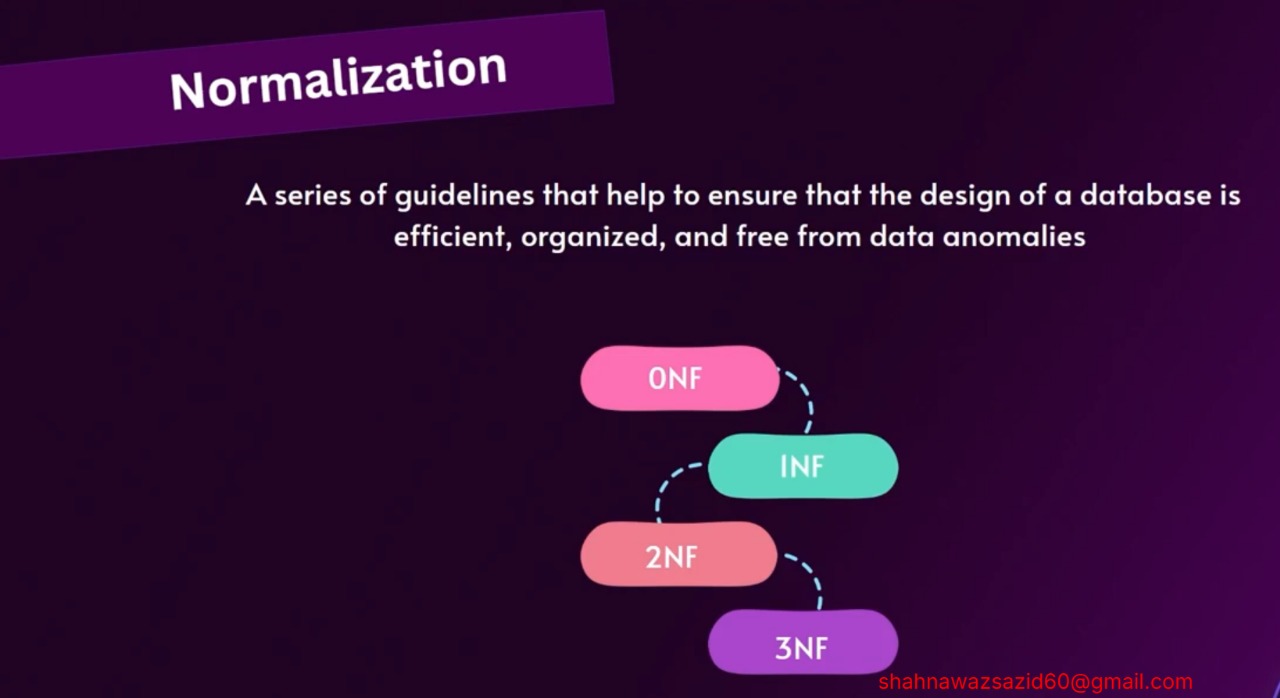 Normalization
A series of guidelines that help to ensure that the design of a database is
efficient, organized, and free from data anomalies
0NF
1NF
2NF
3NF
shahnawazsazid60@gmail.com